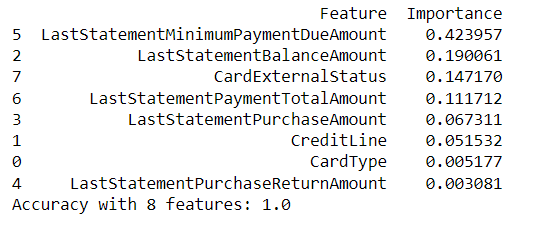 Feature Importance
5 LastStatementMinimumPaymentDueAmount 0.423957
2 LastStatementBalanceAmount 0.190061
7 CardExternalStatus 0.147170
6 LastStatementPaymentTotalAmount 0.111712
3 LastStatementPurchaseAmount 0.067311
1 CreditLine 0.051532
0 CardType 0.005177
4 LastStatementPurchaseReturnAmount 0.003081
Accuracy with 8 features: 1.0